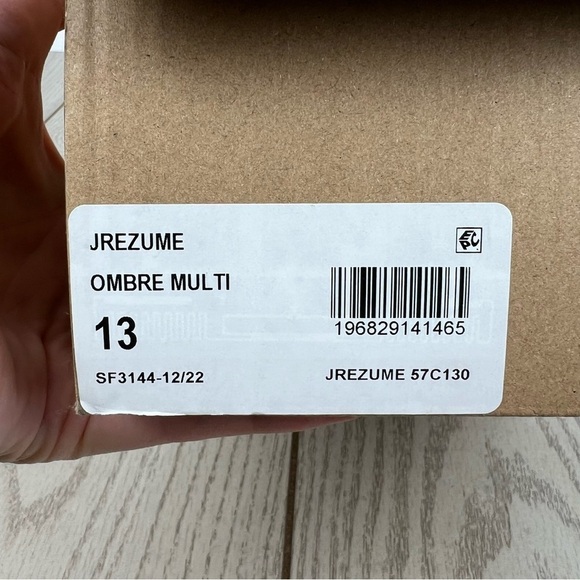 JREZUME
OMBRE MULTI
13
196829141465
SF3144-12/22
JREZUME 57C130